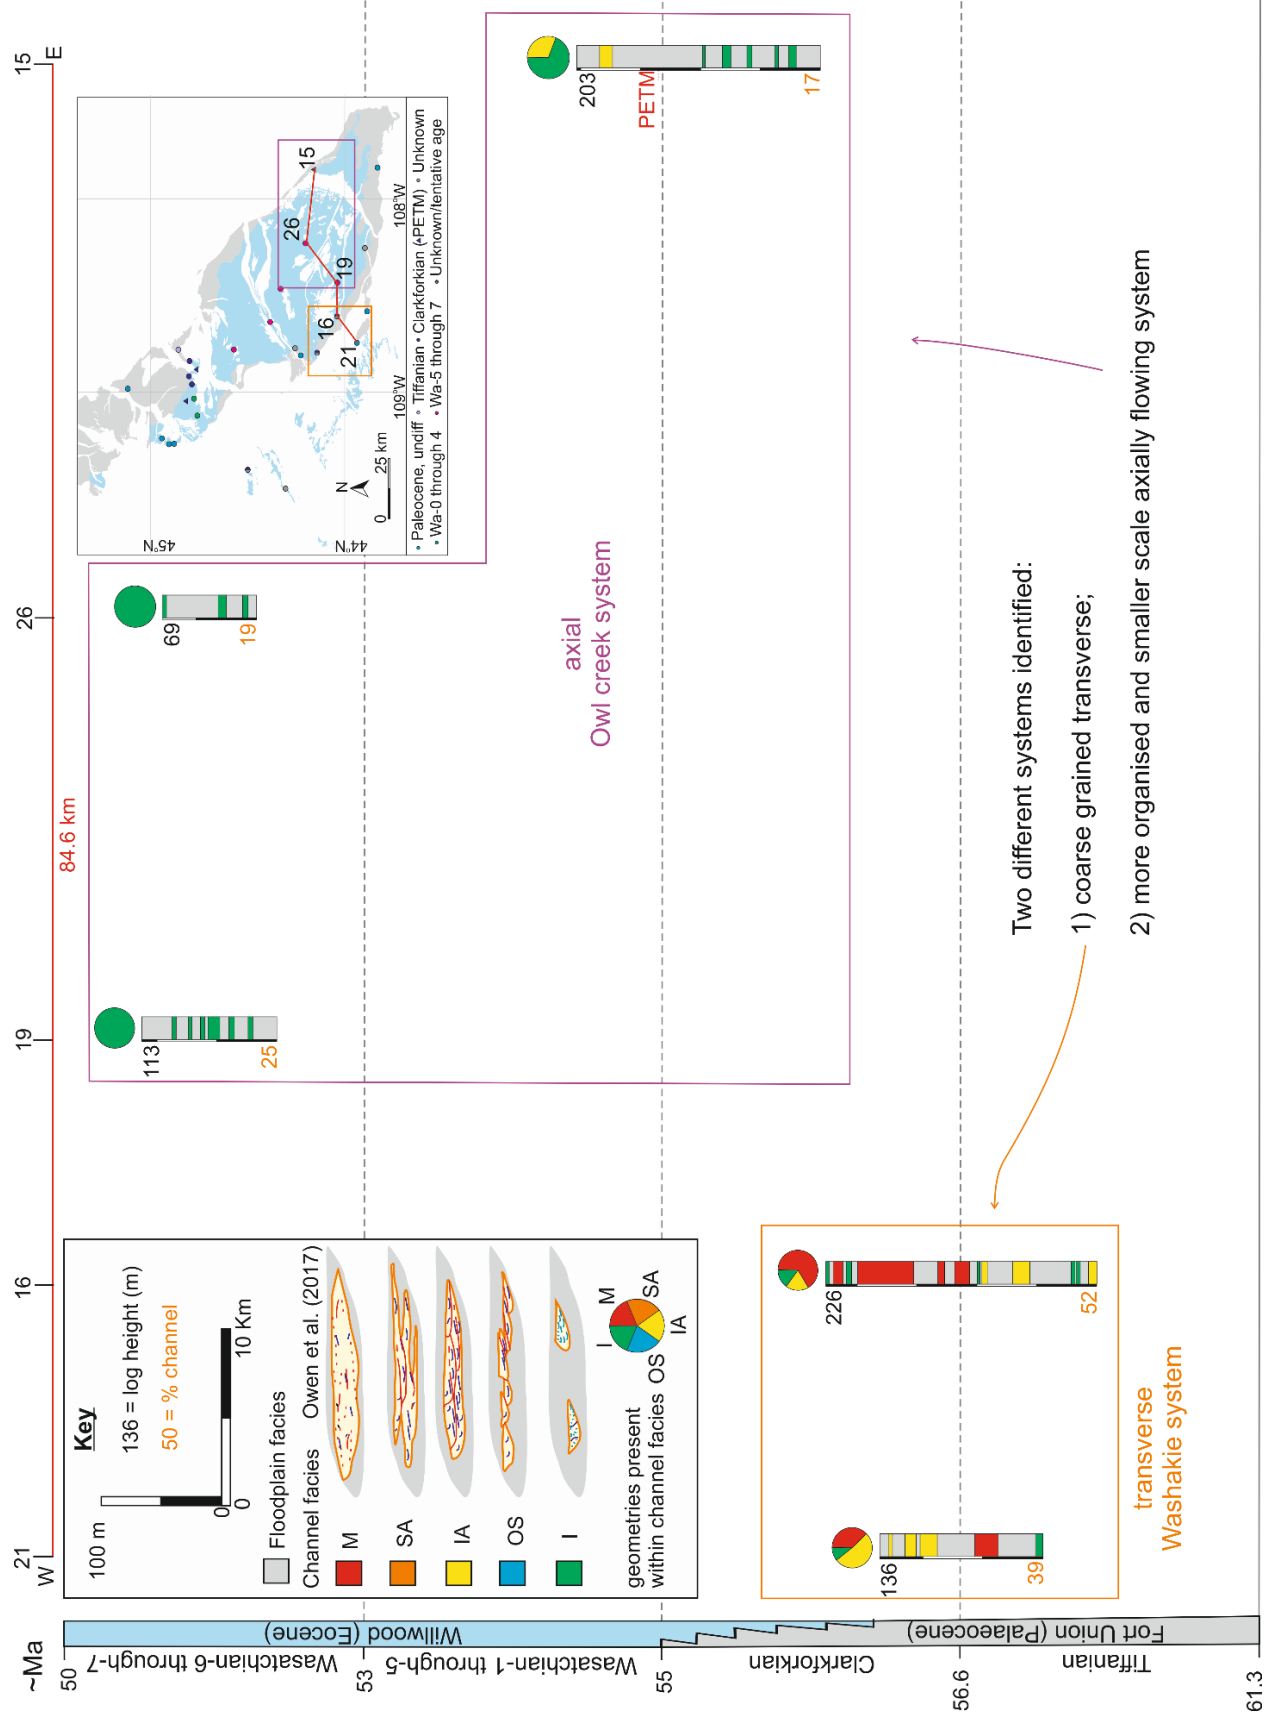 ~Ma
50
53
55
56.6
61.3
Wasatchian-6 through-7
Wasatchian-1 through-5
Clarkforkian
Tiffanian
Willwood (Eocene)
Fort Union (Palaeocene)
21
W
16
19
26
15
E
84.6 km
Key
100 m
0
0
10 Km
136 = log height (m)
50 = % channel
Floodplain facies
Channel facies
Owen et al. (2017)
M
SA
IA
OS
I
geometries present
within channel facies
M
SA
IA
OS
I
113
25
69
19
203
PETM
17
axial
Owl creek system
45°N
44°N
109°W
108°W
N
0
25 km
21
16
19
26
15
Paleocene, undiff
Tiffanian
Clarkforkian (▲PETM)
Unknown
Wa-0 through 4
Wa-5 through 7
Unknown/tentative age
136
39
226
52
transverse
Washakie system
Two different systems identified:
1) coarse grained transverse;
2) more organised and smaller scale axially flowing system